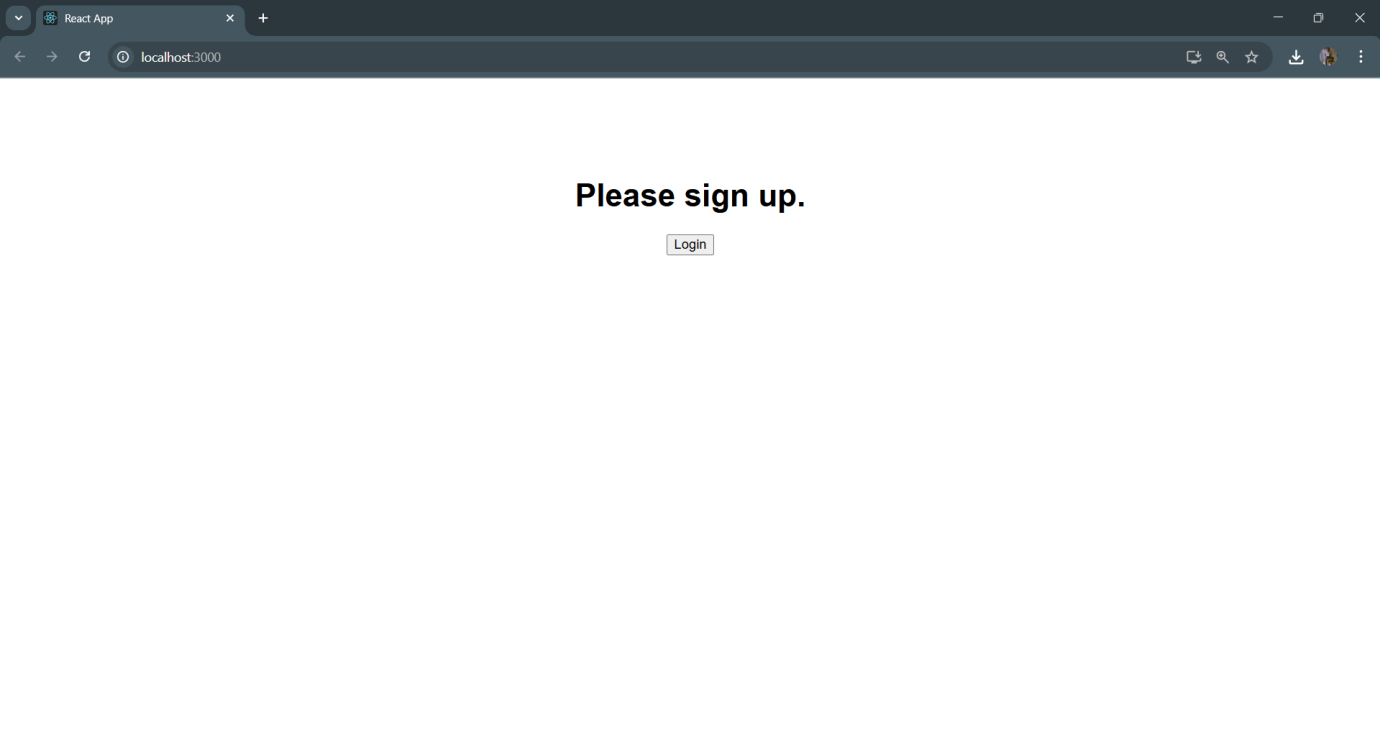 React App
localhost:3000
Please sign up.
Login